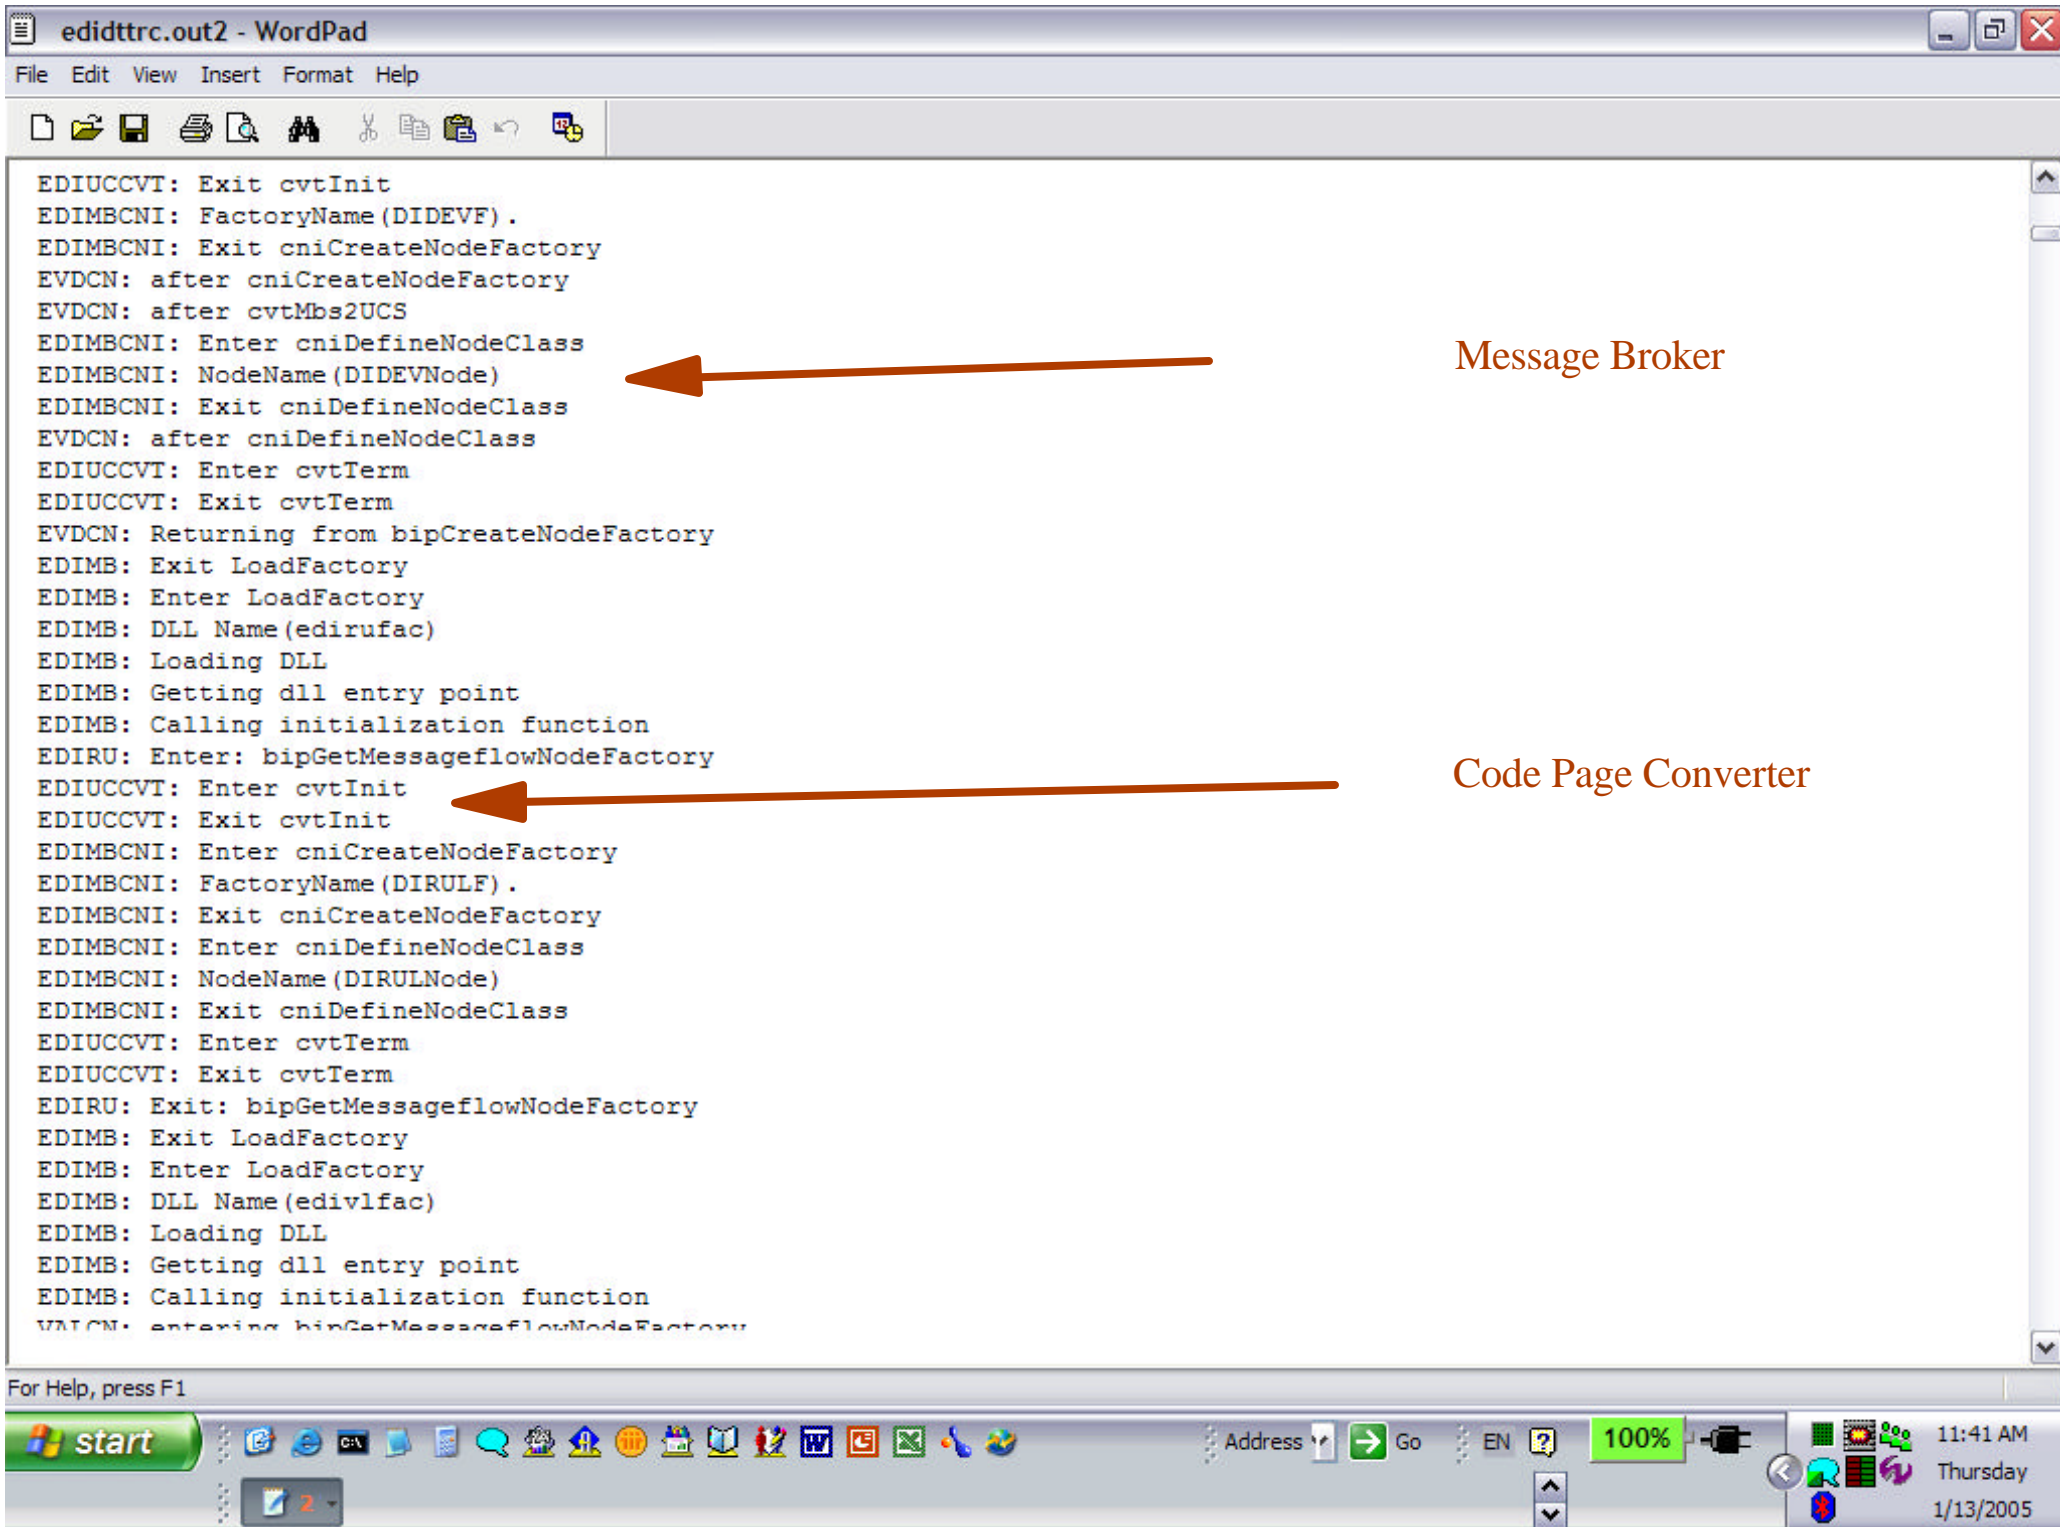 edidttrc.out2 - WordPad
File Edit View Insert Format Help
EDIUCCVT: Exit cvtInit
EDIMBCNI: FactoryName(DIDEVF).
EDIMBCNI: Exit cniCreateNodeFactory
EVDCN: after cniCreateNodeFactory
EVDCN: after cvtMbs2UCS
EDIMBCNI: Enter cniDefineNodeClass
Message Broker
EDIMBCNI: NodeName(DIDEVNode)
EDIMBCNI: Exit cniDefineNodeClass
EVDCN: after cniDefineNodeClass
EDIUCCVT: Enter cvtTerm
EDIUCCVT: Exit cvtTerm
EVDCN: Returning from bipCreateNodeFactory
EDIMB: Exit LoadFactory
EDIMB: Enter LoadFactory
EDIMB: DLL Name(edirufac)
EDIMB: Loading DLL
EDIMB: Getting dll entry point
EDIMB: Calling initialization function
EDIRU: Enter: bipGetMessageflowNodeFactory
Code Page Converter
EDIUCCVT: Enter cvtInit
EDIUCCVT: Exit cvtInit
EDIMBCNI: Enter cniCreateNodeFactory
EDIMBCNI: FactoryName(DIRULF).
EDIMBCNI: Exit cniCreateNodeFactory
EDIMBCNI: Enter cniDefineNodeClass
EDIMBCNI: NodeName(DIRULNode)
EDIMBCNI: Exit cniDefineNodeClass
EDIUCCVT: Enter cvtTerm
EDIUCCVT: Exit cvtTerm
EDIRU: Exit: bipGetMessageflowNodeFactory
EDIMB: Exit LoadFactory
EDIMB: Enter LoadFactory
EDIMB: DLL Name(edivlfac)
EDIMB: Loading DLL
EDIMB: Getting dll entry point
EDIMB: Calling initialization function
VALCN: entering bipGetMessageflowNodeFactory
For Help, press F1
start
Address
Go
EN
100%
11:41 AM
Thursday
1/13/2005
2